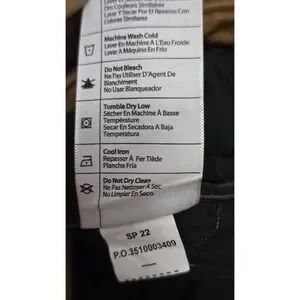 Des Couleurs Similaires
Lave Y Secar Por El Reverso Con
Colores Similares
Machine Wash Cold
Laver En Machine À L'Eau Froide
Lavar A Máquina En Frío
Do Not Bleach
Ne Pas Utiliser D'Agent De
Blanchiment
No Usar Blanqueador
Tumble Dry Low
Sécher En Machine À Basse
Température
Secar En Secadora A Baja
Temperatura
Cool Iron
Repasser À Fer Tiède
Plancha Fría
Do Not Dry Clean
Ne Pas Nettoyer À Sec
No Limpiar En Seco
SP 22
P.O.3510003409